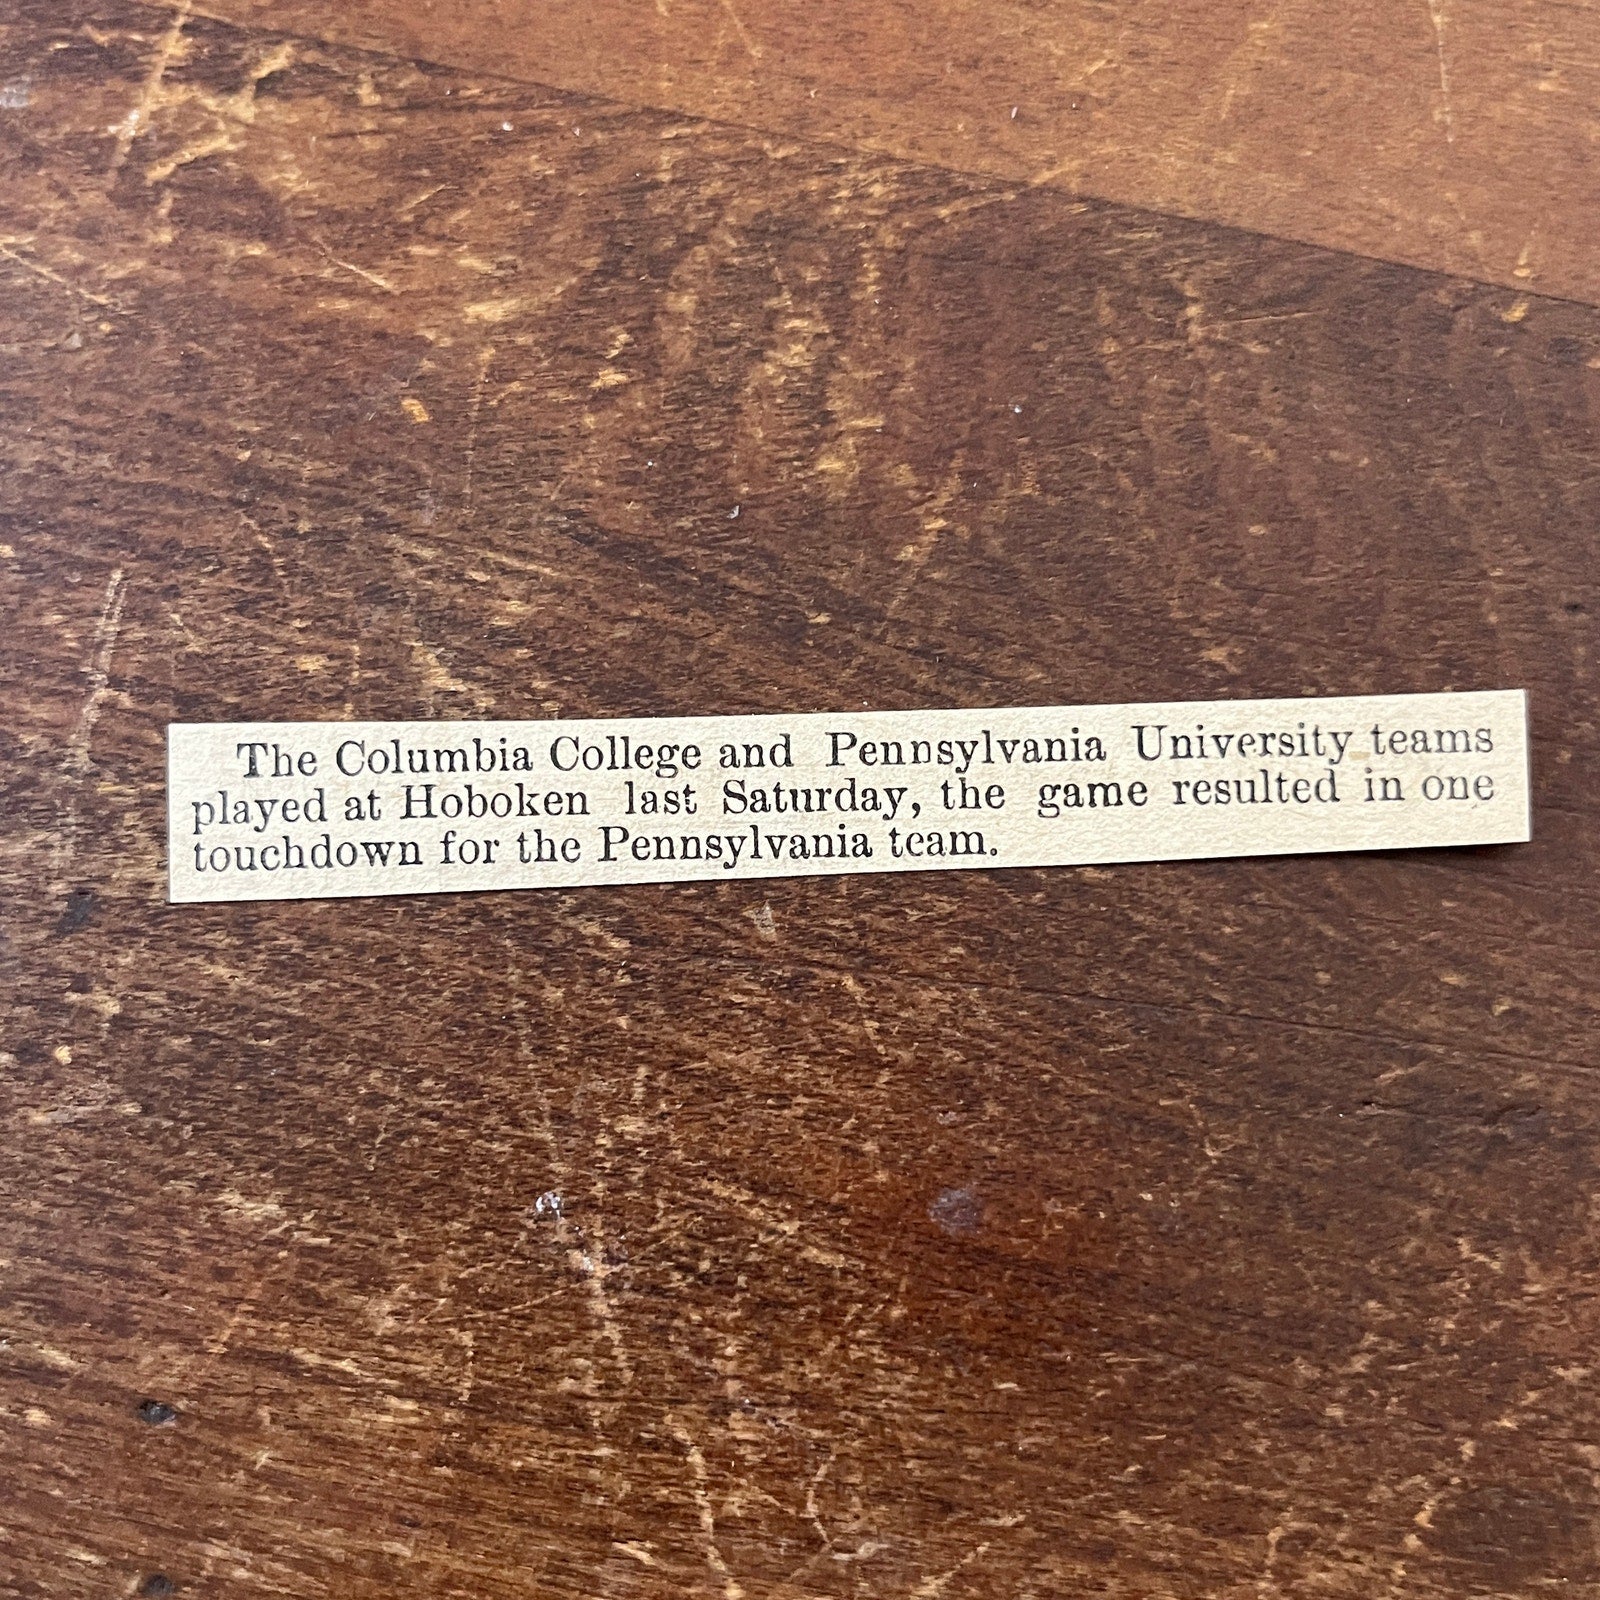 The Columbia College and Pennsylvania University teams
played at Hoboken last Saturday, the game resulted in one
touchdown for the Pennsylvania team.